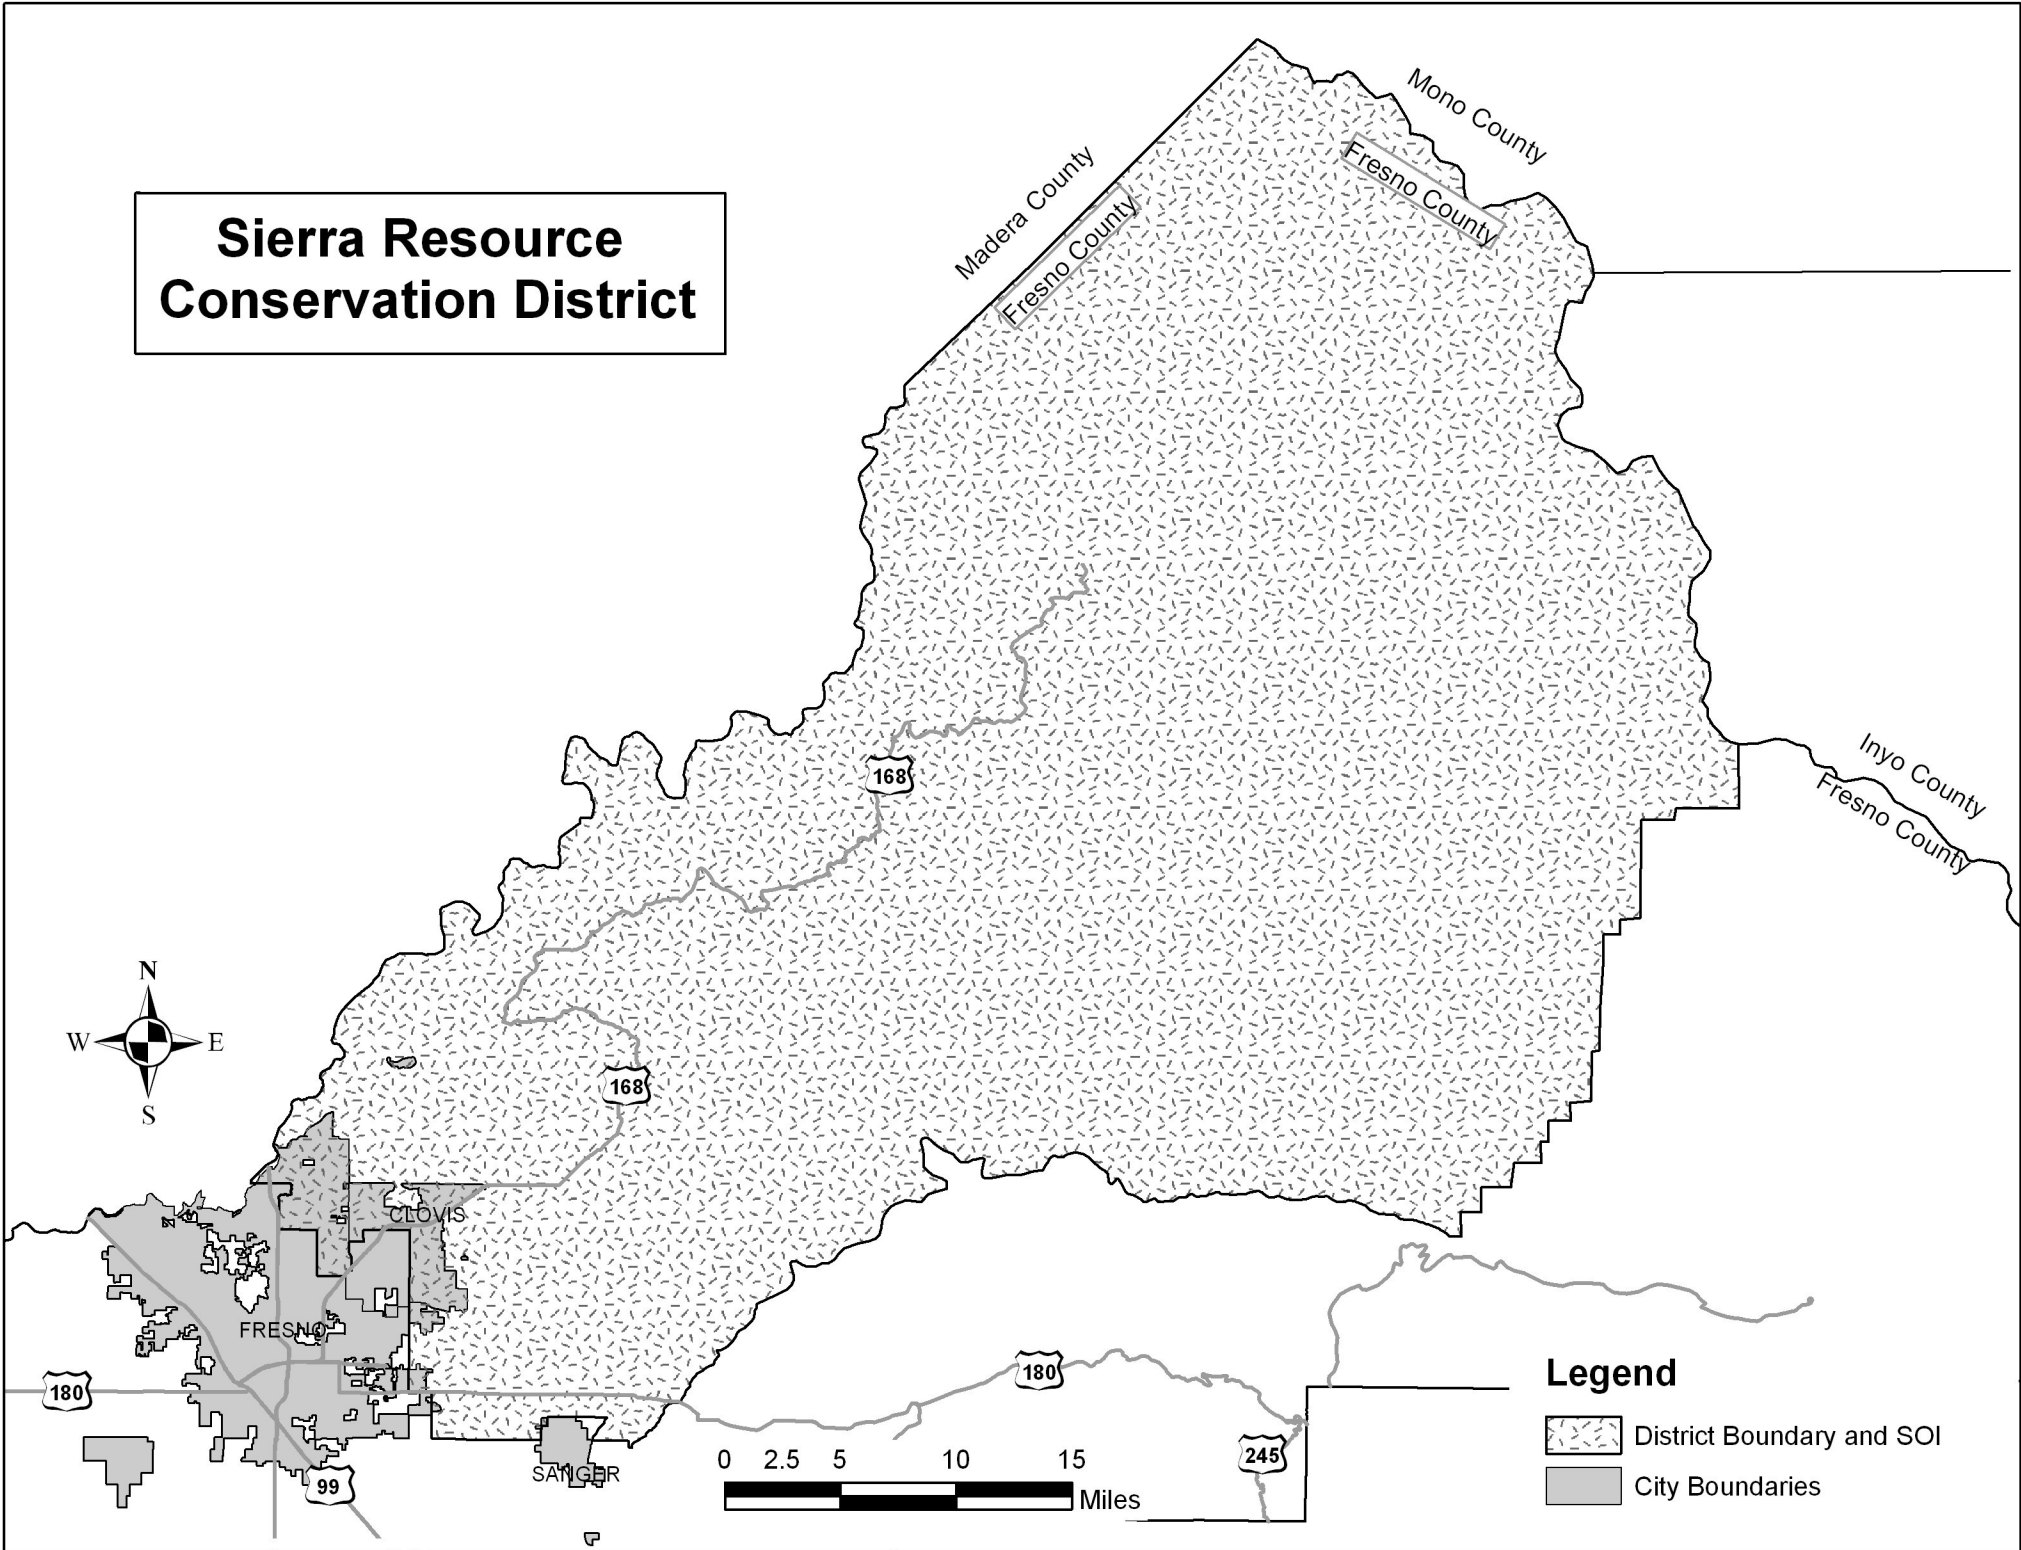 Sierra Resource
Conservation District
Mono County
Fresno County
Madera County
Fresno County
Inyo County
Fresno County
168
168
N
W E
S
CLOVIS
FRESNO
180
180
99
SANGER
245
0 2.5 5 10 15
Miles
Legend
District Boundary and SOI
City Boundaries